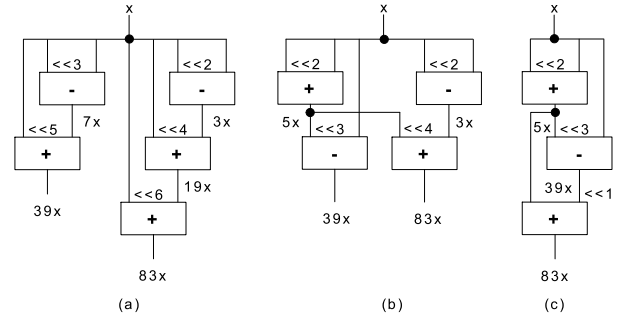 x
x
x
<<3
<<2
<<2
<<2
<<2
-
-
+
-
+
7x
3x
5x
3x
5x
<<5
<<4
<<3
<<4
<<3
+
+
-
+
-
19x
39x
<<1
<<6
39x
+
39x
83x
+
83x
83x
(a)
(b)
(c)